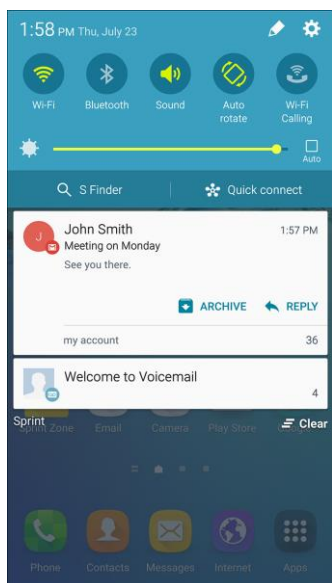 1:58 PM Thu, July 23
Wi-Fi Bluetooth Sound Auto rotate Wi-Fi Calling
Auto
S Finder Quick connect
J John Smith 1:57 PM
Meeting on Monday
See you there.
ARCHIVE REPLY
my account 36
Welcome to Voicemail
4
Sprint Clear
Sprint Zone Email Camera Play Store
Phone Contacts Messages Internet Apps